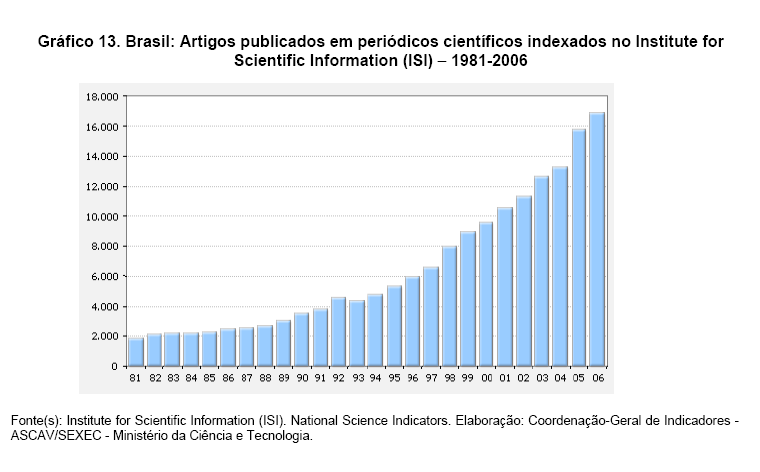 Gráfico 13. Brasil: Artigos publicados em periódicos científicos indexados no Institute for
Scientific Information (ISI) – 1981-2006
18.000
16.000
14.000
12.000
10.000
8.000
6.000
4.000
2.000
0
81 82 83 84 85 86 87 88 89 90 91 92 93 94 95 96 97 98 99 00 01 02 03 04 05 06
Fonte(s): Institute for Scientific Information (ISI). National Science Indicators. Elaboração: Coordenação-Geral de Indicadores -
ASCAV/SEXEC - Ministério da Ciência e Tecnologia.